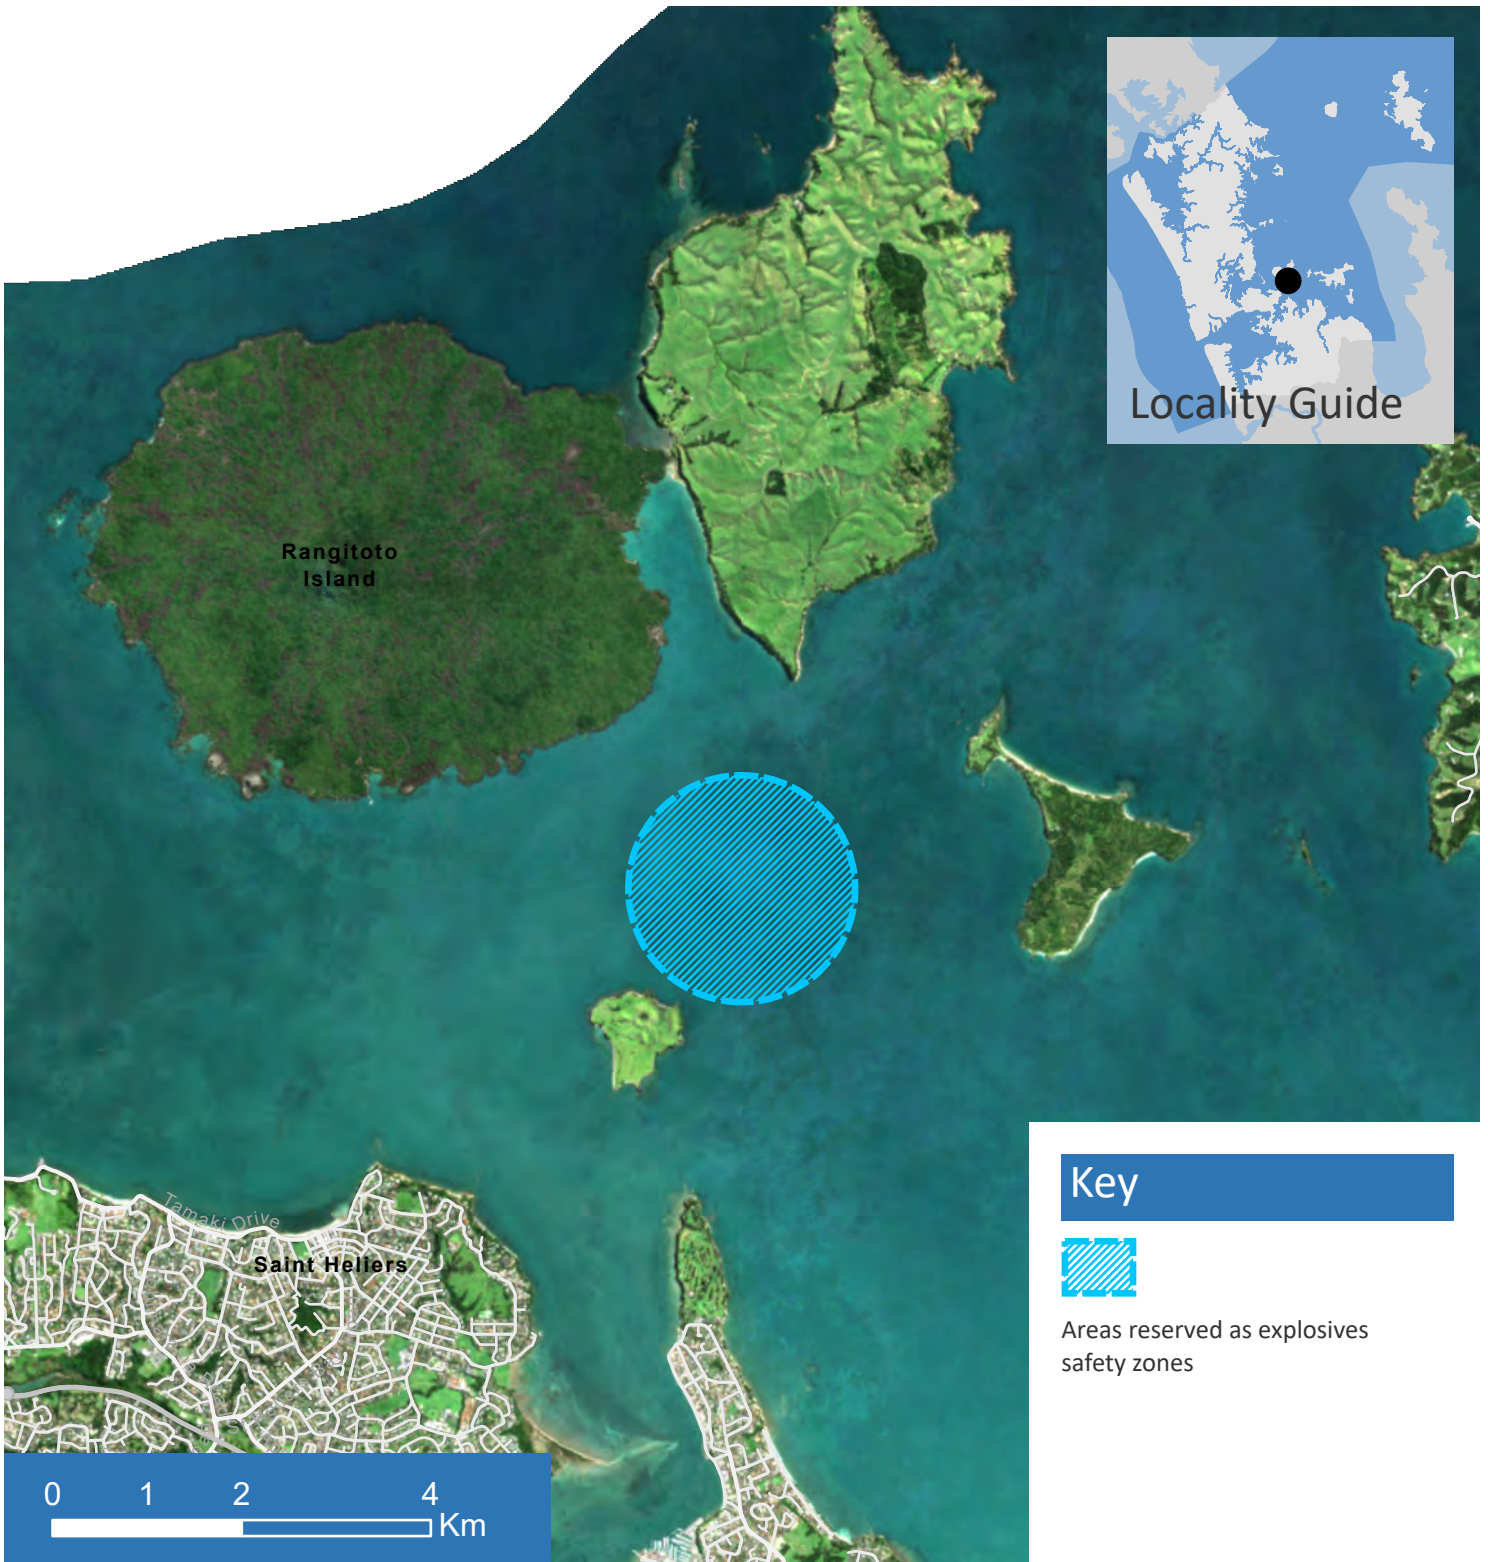 Locality Guide
Rangitoto
Island
Tamaki Drive
Saint Heliers
Key
Areas reserved as explosives
safety zones
0 1 2 4
Km